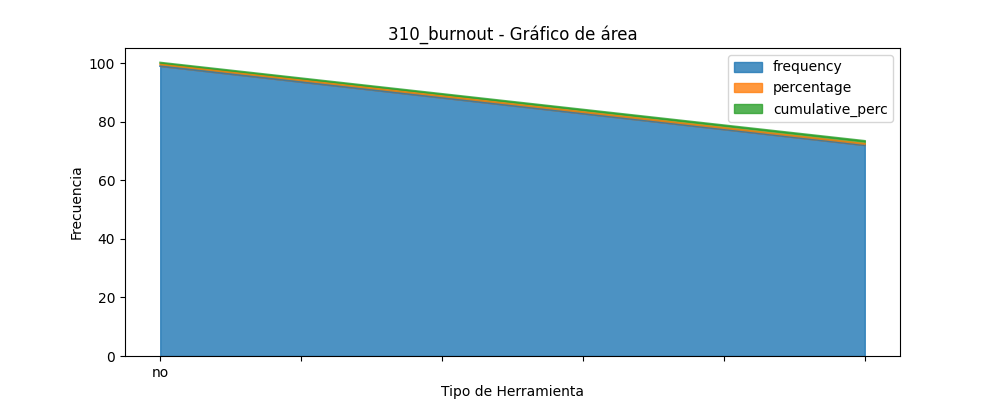 310_burnout - Gráfico de área
frequency
percentage
cumulative_perc
Frecuencia
100
80
60
40
20
0
no
Tipo de Herramienta